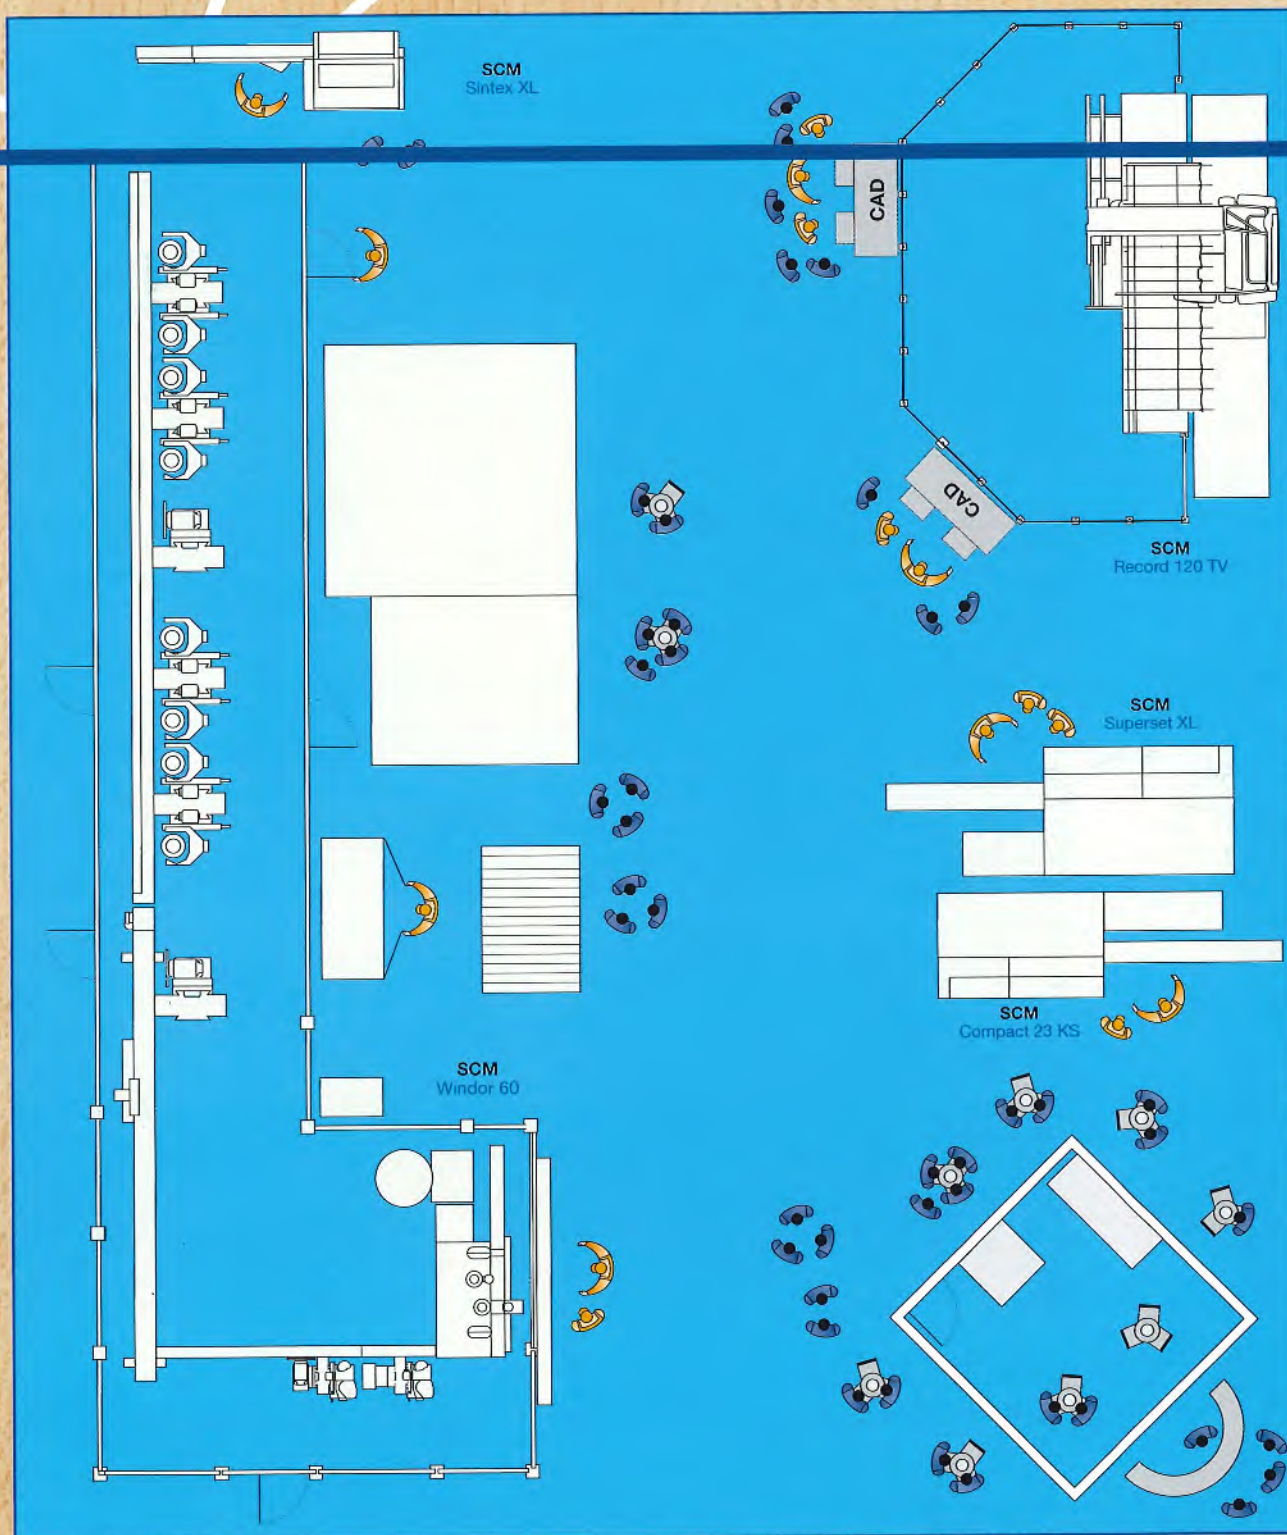 SCM
Sintex XL
CAD
CAD
SCM
Record 120 TV
SCM
Superset XL
SCM
Compact 23 KS
SCM
Windor 60